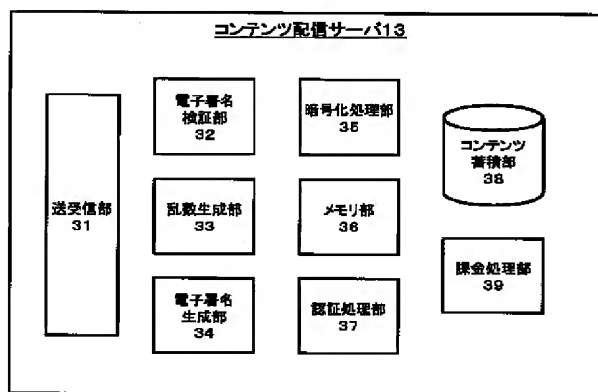 コンテンツ配信サーバ13
送受信部
31
電子署名
検証部
32
乱数生成部
33
電子署名
生成部
34
暗号化処理部
35
メモリ部
36
認証処理部
37
コンテンツ
蓄積部
38
課金処理部
39